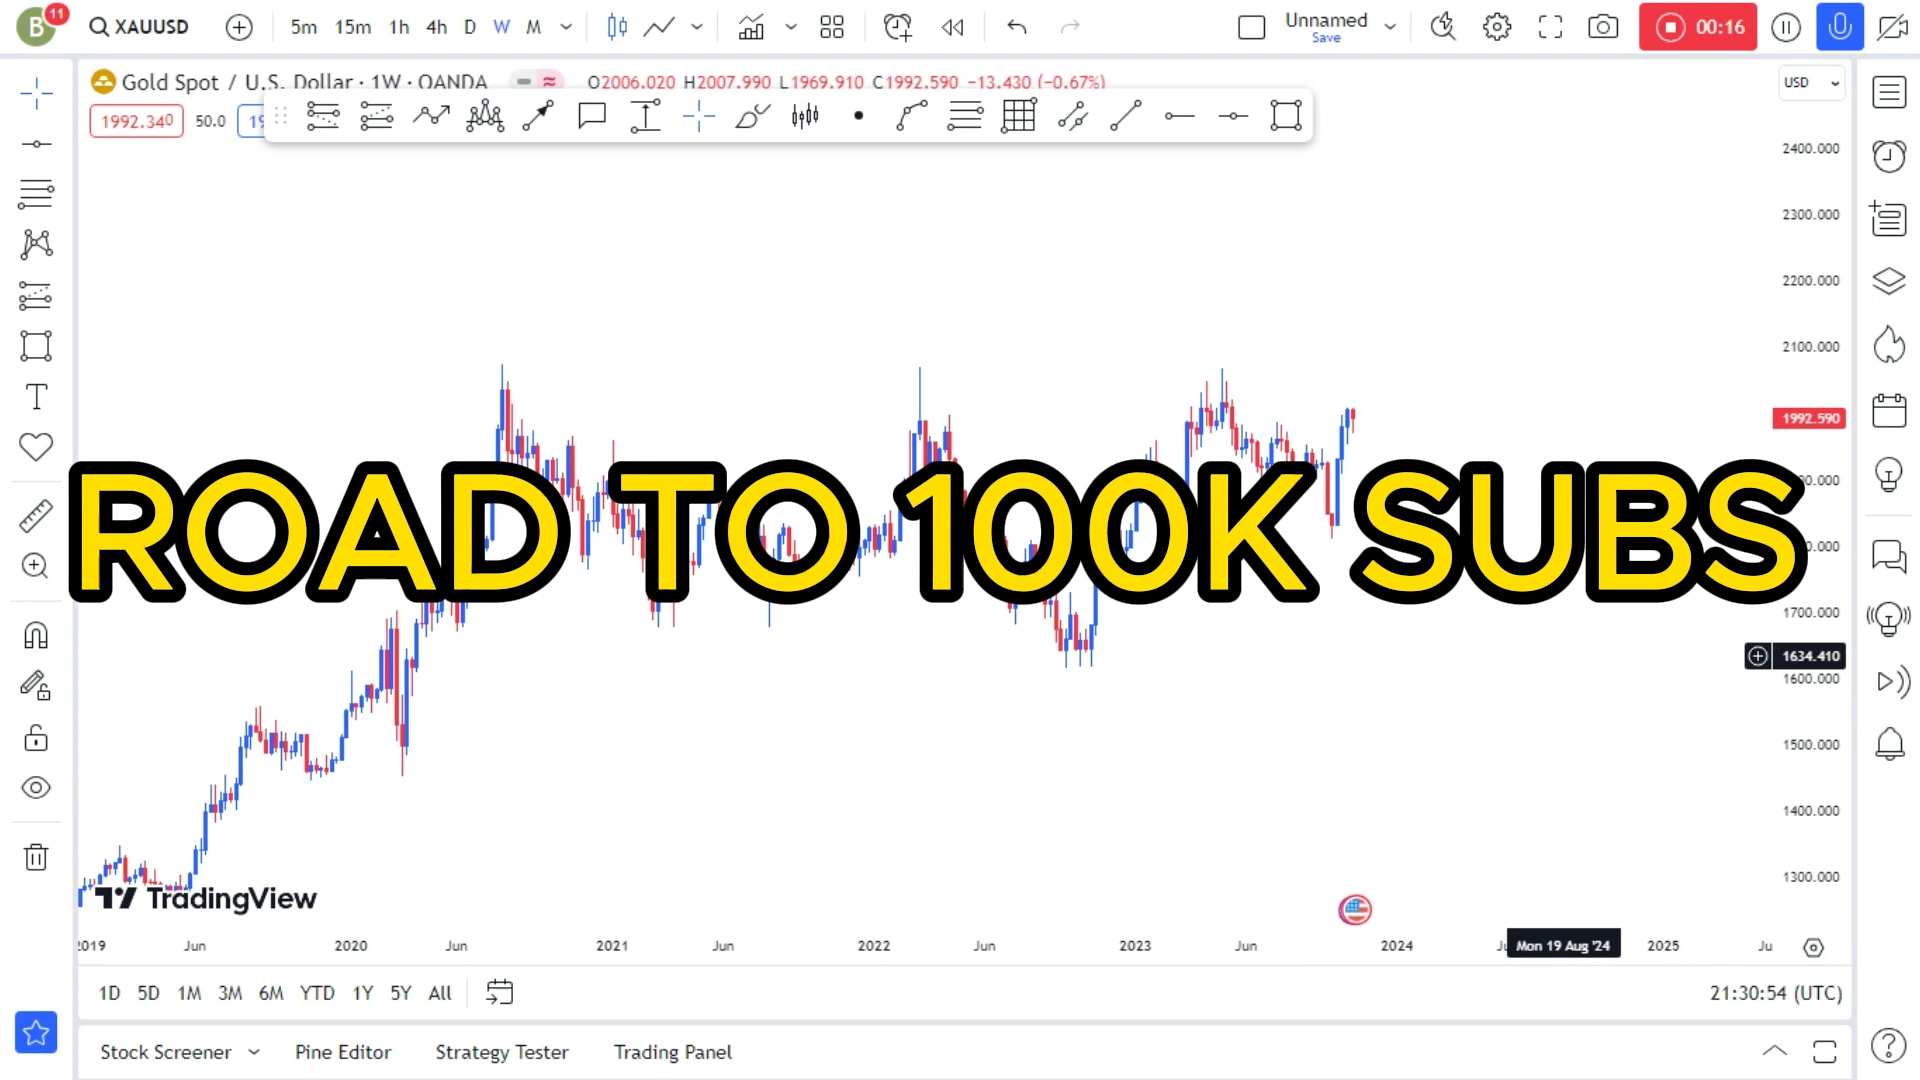 B
11
XAUUSD
5m 15m 1h 4h D W M
Unnamed
Save
00:16
Gold Spot / U.S. Dollar · 1W · OANDA O2006.020 H2007.990 L1969.910 C1992.590 −13.430 (−0.67%)
USD
1992.340 50.0
2400.000
2300.000
2200.000
2100.000
1992.590
ROAD TO 100K SUBS
1700.000
1634.410
1600.000
1500.000
1400.000
1300.000
TradingView
2019 Jun 2020 Jun 2021 Jun 2022 Jun 2023 Jun 2024 Mon 19 Aug '24 2025 Ju
1D 5D 1M 3M 6M YTD 1Y 5Y All
21:30:54 (UTC)
Stock Screener Pine Editor Strategy Tester Trading Panel